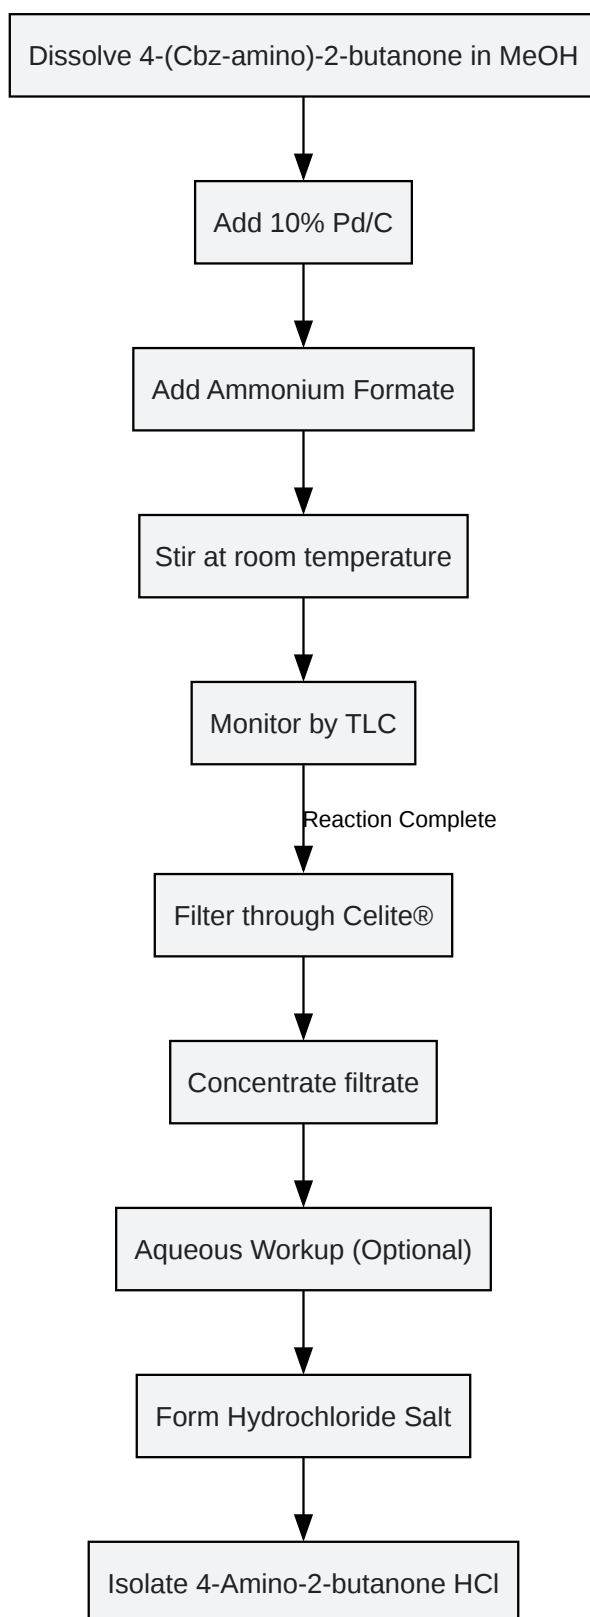 Dissolve 4-(Cbz-amino)-2-butanone in MeOH
Add 10% Pd/C
Add Ammonium Formate
Stir at room temperature
Monitor by TLC
Reaction Complete
Filter through Celite®
Concentrate filtrate
Aqueous Workup (Optional)
Form Hydrochloride Salt
Isolate 4-Amino-2-butanone HCl